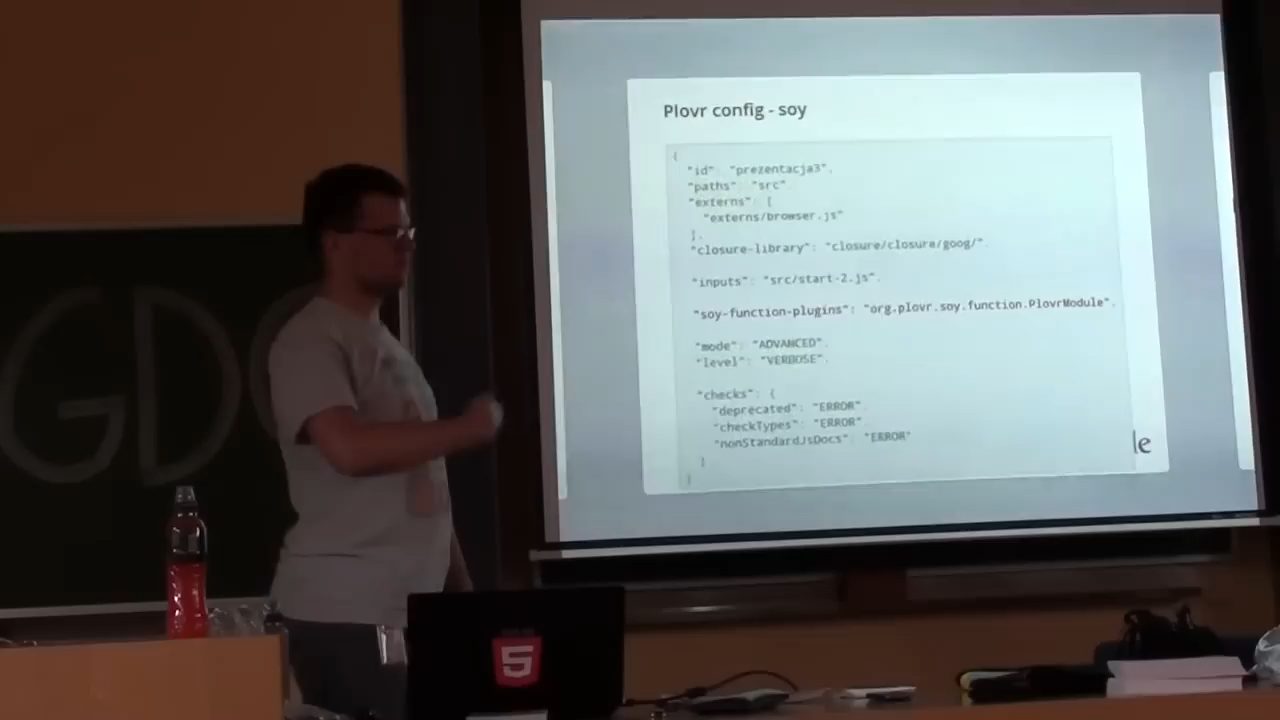 Plovr config - soy
{
"id": "prezentacja3",
"paths": "src"
"externs": [
"externs/browser.js"
],
"closure-library": "closure/closure/goog/",
"inputs": "src/start-2.js",
"soy-function-plugins": "org.plovr.soy.function.PlovrModule",
"mode": "ADVANCED",
"level": "VERBOSE",
"checks": {
"deprecated": "ERROR",
"checkTypes": "ERROR",
"nonStandardJsDocs": "ERROR"
}
}
le
GDG
5